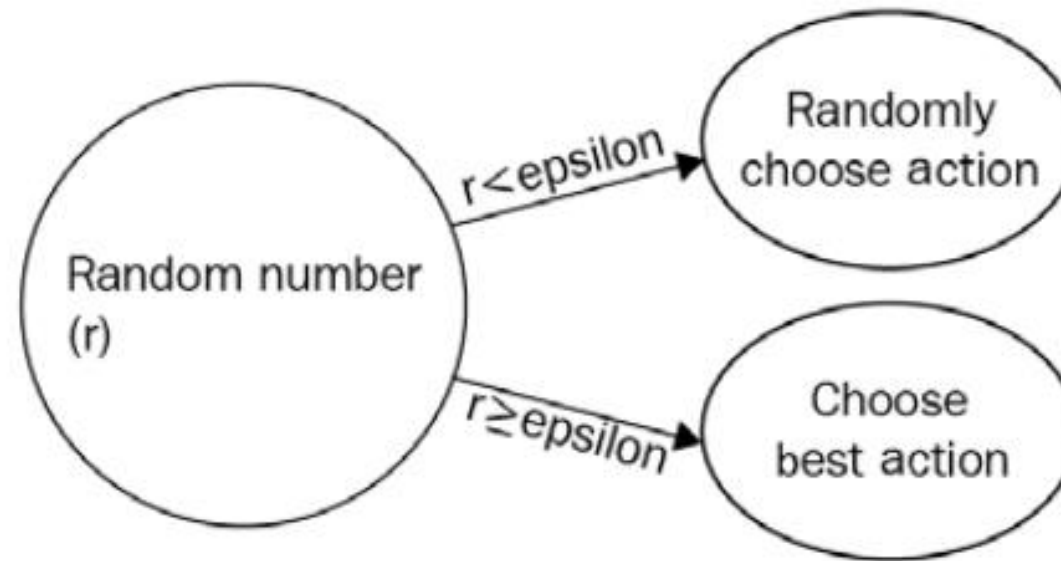 Random number
(r)
r<epsilon
Randomly
choose action
r≥epsilon
Choose
best action